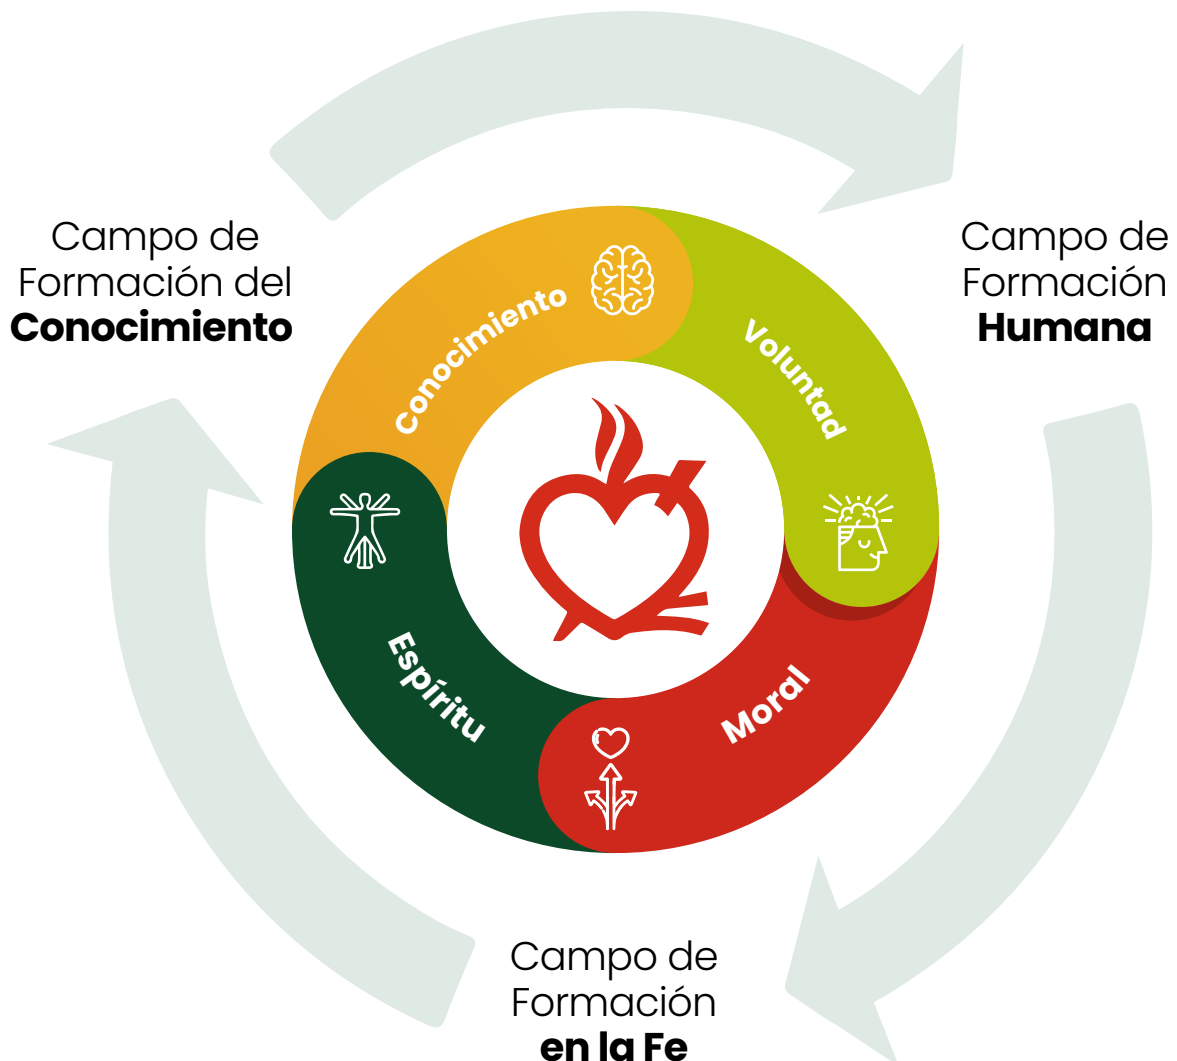 Campo de
Formación del
Conocimiento
Campo de
Formación
Humana
Conocimiento
Voluntad
Espíritu
Moral
Campo de
Formación
en la Fe